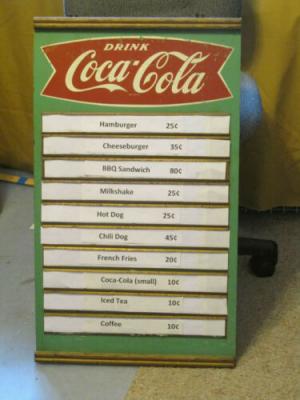 DRINK
Coca-Cola
Hamburger 25¢
Cheeseburger 35¢
BBQ Sandwich 80¢
Milkshake 25¢
Hot Dog 25¢
Chili Dog 45¢
French Fries 20¢
Coca-Cola (small) 10¢
Iced Tea 10¢
Coffee 10¢